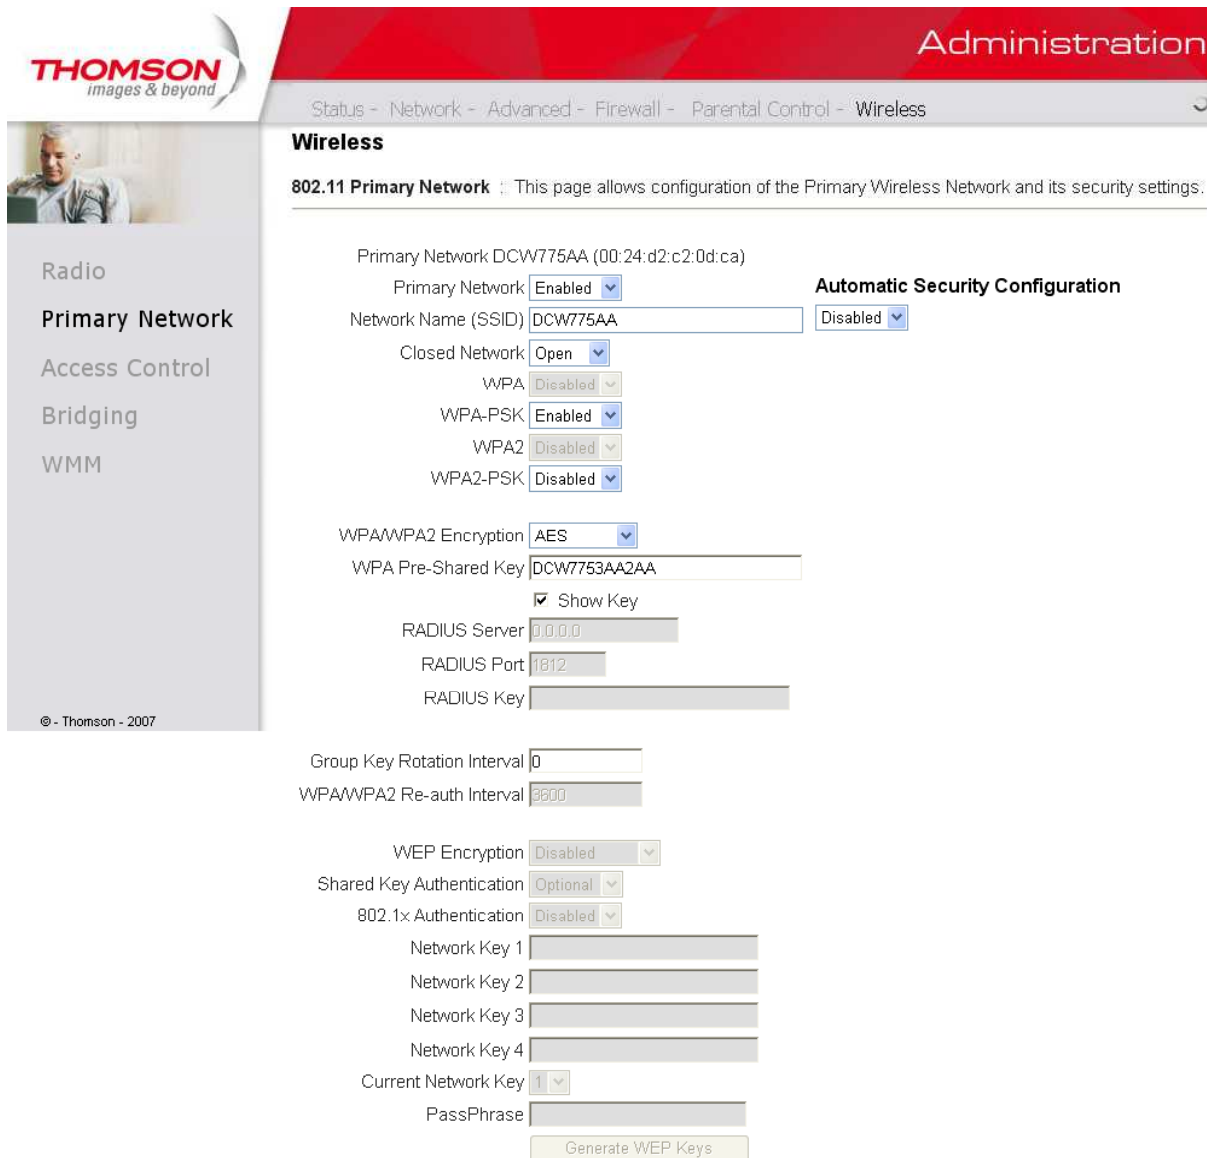 THOMSON
images & beyond
Administration
Status - Network - Advanced - Firewall - Parental Control - Wireless
Wireless
802.11 Primary Network : This page allows configuration of the Primary Wireless Network and its security settings.
Radio
Primary Network
Access Control
Bridging
WMM
© - Thomson - 2007
Primary Network DCW775AA (00:24:d2:c2:0d:ca)
Primary Network Enabled
Automatic Security Configuration
Network Name (SSID) DCW775AA
Disabled
Closed Network Open
WPA Disabled
WPA-PSK Enabled
WPA2 Disabled
WPA2-PSK Disabled
WPA/WPA2 Encryption AES
WPA Pre-Shared Key DCW7753AA2AA
Show Key
RADIUS Server 0.0.0.0
RADIUS Port 1812
RADIUS Key
Group Key Rotation Interval 0
WPA/WPA2 Re-auth Interval 3600
WEP Encryption Disabled
Shared Key Authentication Optional
802.1x Authentication Disabled
Network Key 1
Network Key 2
Network Key 3
Network Key 4
Current Network Key 1
PassPhrase
Generate WEP Keys